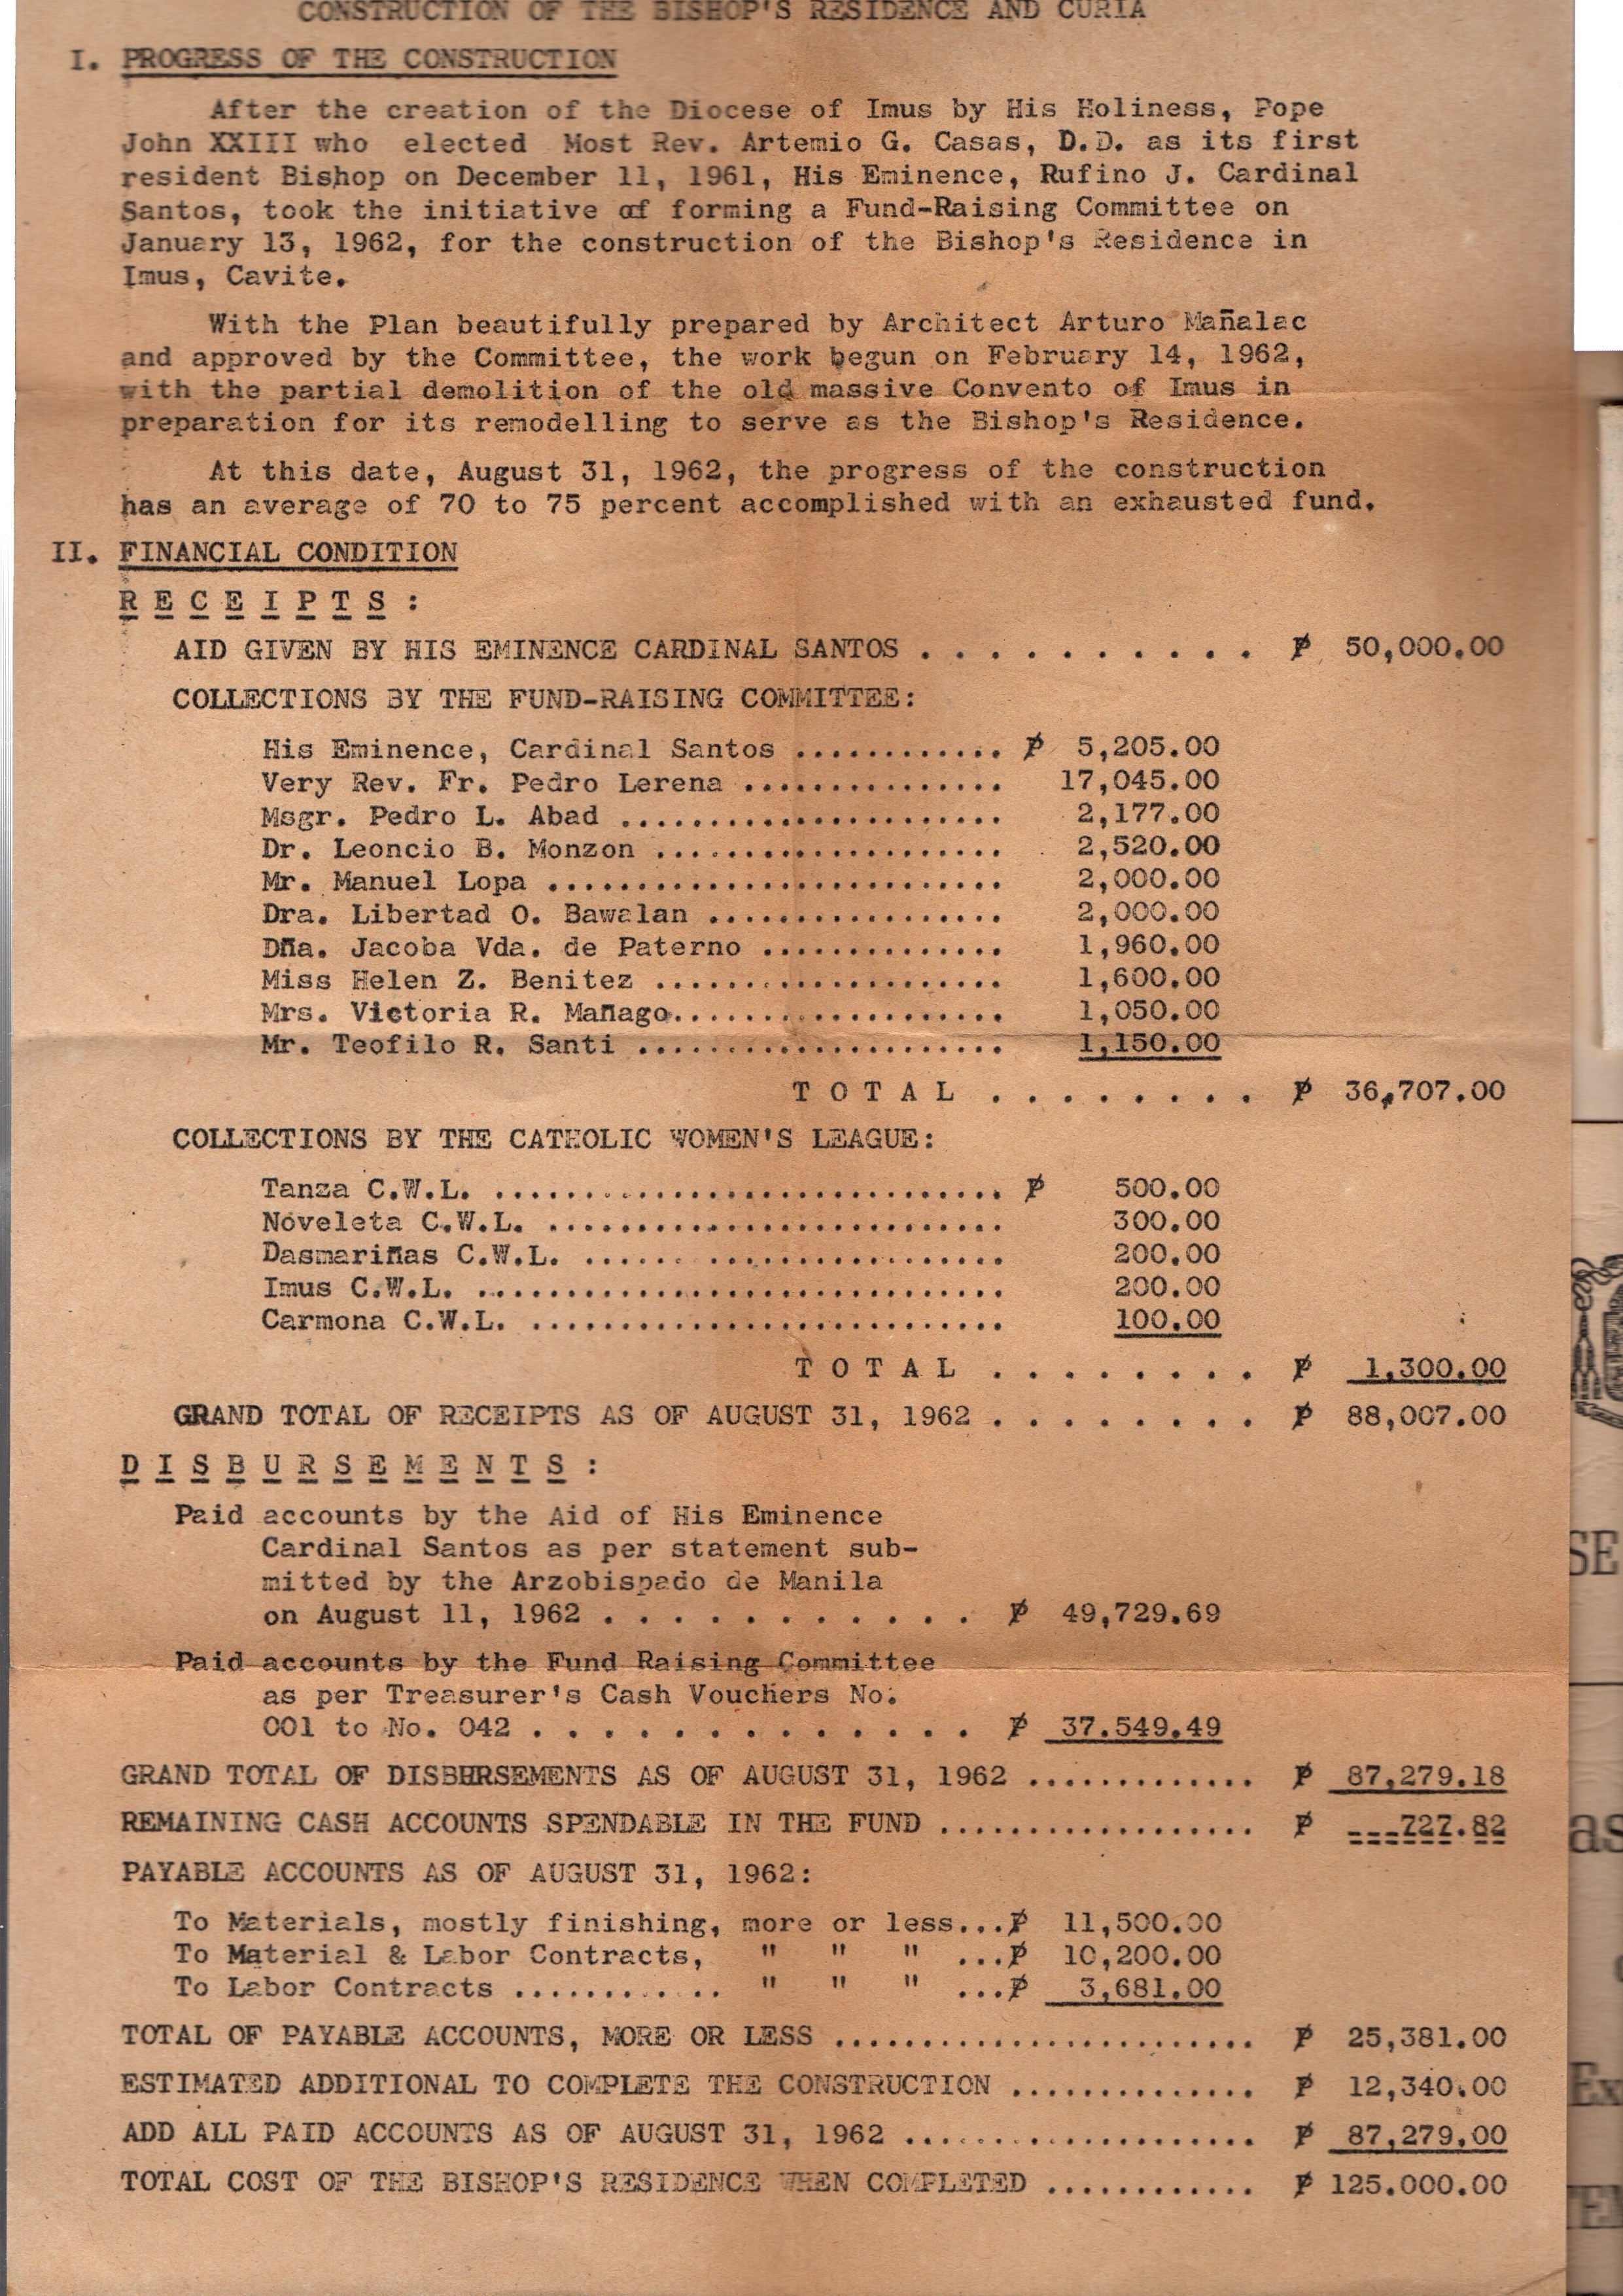 CONSTRUCTION OF THE BISHOP'S RESIDENCE AND CURIA
I. PROGRESS OF THE CONSTRUCTION
After the creation of the Diocese of Imus by His Holiness, Pope
John XXIII who elected Most Rev. Artemio G. Casas, D.D. as its first
resident Bishop on December 11, 1961, His Eminence, Rufino J. Cardinal
Santos, took the initiative of forming a Fund-Raising Committee on
January 13, 1962, for the construction of the Bishop's Residence in
Imus, Cavite.
With the Plan beautifully prepared by Architect Arturo Mañalac
and approved by the Committee, the work begun on February 14, 1962,
with the partial demolition of the old massive Convento of Imus in
preparation for its remodelling to serve as the Bishop's Residence.
At this date, August 31, 1962, the progress of the construction
has an average of 70 to 75 percent accomplished with an exhausted fund.
II. FINANCIAL CONDITION
R E C E I P T S :
AID GIVEN BY HIS EMINENCE CARDINAL SANTOS . . . . . . . . . . . ₱ 50,000.00
COLLECTIONS BY THE FUND-RAISING COMMITTEE:
His Eminence, Cardinal Santos ............ ₱ 5,205.00
Very Rev. Fr. Pedro Lerena ............... 17,045.00
Msgr. Pedro L. Abad ...................... 2,177.00
Dr. Leoncio B. Monzon .................... 2,520.00
Mr. Manuel Lopa .......................... 2,000.00
Dra. Libertad O. Bawalan ................. 2,000.00
Dña. Jacoba Vda. de Paterno .............. 1,960.00
Miss Helen Z. Benitez .................... 1,600.00
Mrs. Victoria R. Mañago................... 1,050.00
Mr. Teofilo R. Santi ..................... 1,150.00
T O T A L . . . . . . . . ₱ 36,707.00
COLLECTIONS BY THE CATHOLIC WOMEN'S LEAGUE:
Tanza C.W.L. ............................. ₱ 500.00
Noveleta C.W.L. .......................... 300.00
Dasmariñas C.W.L. ........................ 200.00
Imus C.W.L. .............................. 200.00
Carmona C.W.L. ........................... 100.00
T O T A L . . . . . . . . ₱ 1,300.00
GRAND TOTAL OF RECEIPTS AS OF AUGUST 31, 1962 . . . . . . . . ₱ 88,007.00
D I S B U R S E M E N T S :
Paid accounts by the Aid of His Eminence
Cardinal Santos as per statement sub-
mitted by the Arzobispado de Manila
on August 11, 1962 . . . . . . . . . . . ₱ 49,729.69
Paid accounts by the Fund Raising Committee
as per Treasurer's Cash Vouchers No.
001 to No. 042 . . . . . . . . . . . . . ₱ 37.549.49
GRAND TOTAL OF DISBHRSEMENTS AS OF AUGUST 31, 1962 ............. ₱ 87,279.18
REMAINING CASH ACCOUNTS SPENDABLE IN THE FUND .................. ₱ 727.82
PAYABLE ACCOUNTS AS OF AUGUST 31, 1962:
To Materials, mostly finishing, more or less...₱ 11,500.00
To Material & Labor Contracts, " " " ...₱ 10,200.00
To Labor Contracts ............ " " " ...₱ 3,681.00
TOTAL OF PAYABLE ACCOUNTS, MORE OR LESS ........................ ₱ 25,381.00
ESTIMATED ADDITIONAL TO COMPLETE THE CONSTRUCTION .............. ₱ 12,340.00
ADD ALL PAID ACCOUNTS AS OF AUGUST 31, 1962 .................... ₱ 87,279.00
TOTAL COST OF THE BISHOP'S RESIDENCE WHEN COMPLETED ............ ₱ 125.000.00
SE
as
Ex